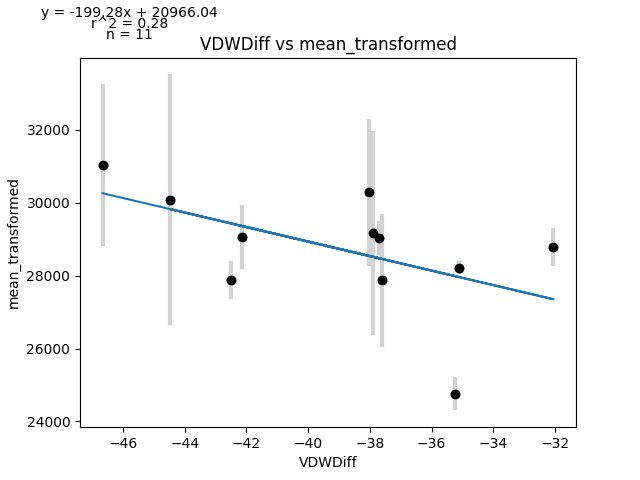 y = -199.28x + 20966.04
r^2 = 0.28
n = 11
VDWDiff vs mean_transformed
32000
30000
28000
26000
24000
mean_transformed
−46
−44
−42
−40
−38
−36
−34
−32
VDWDiff